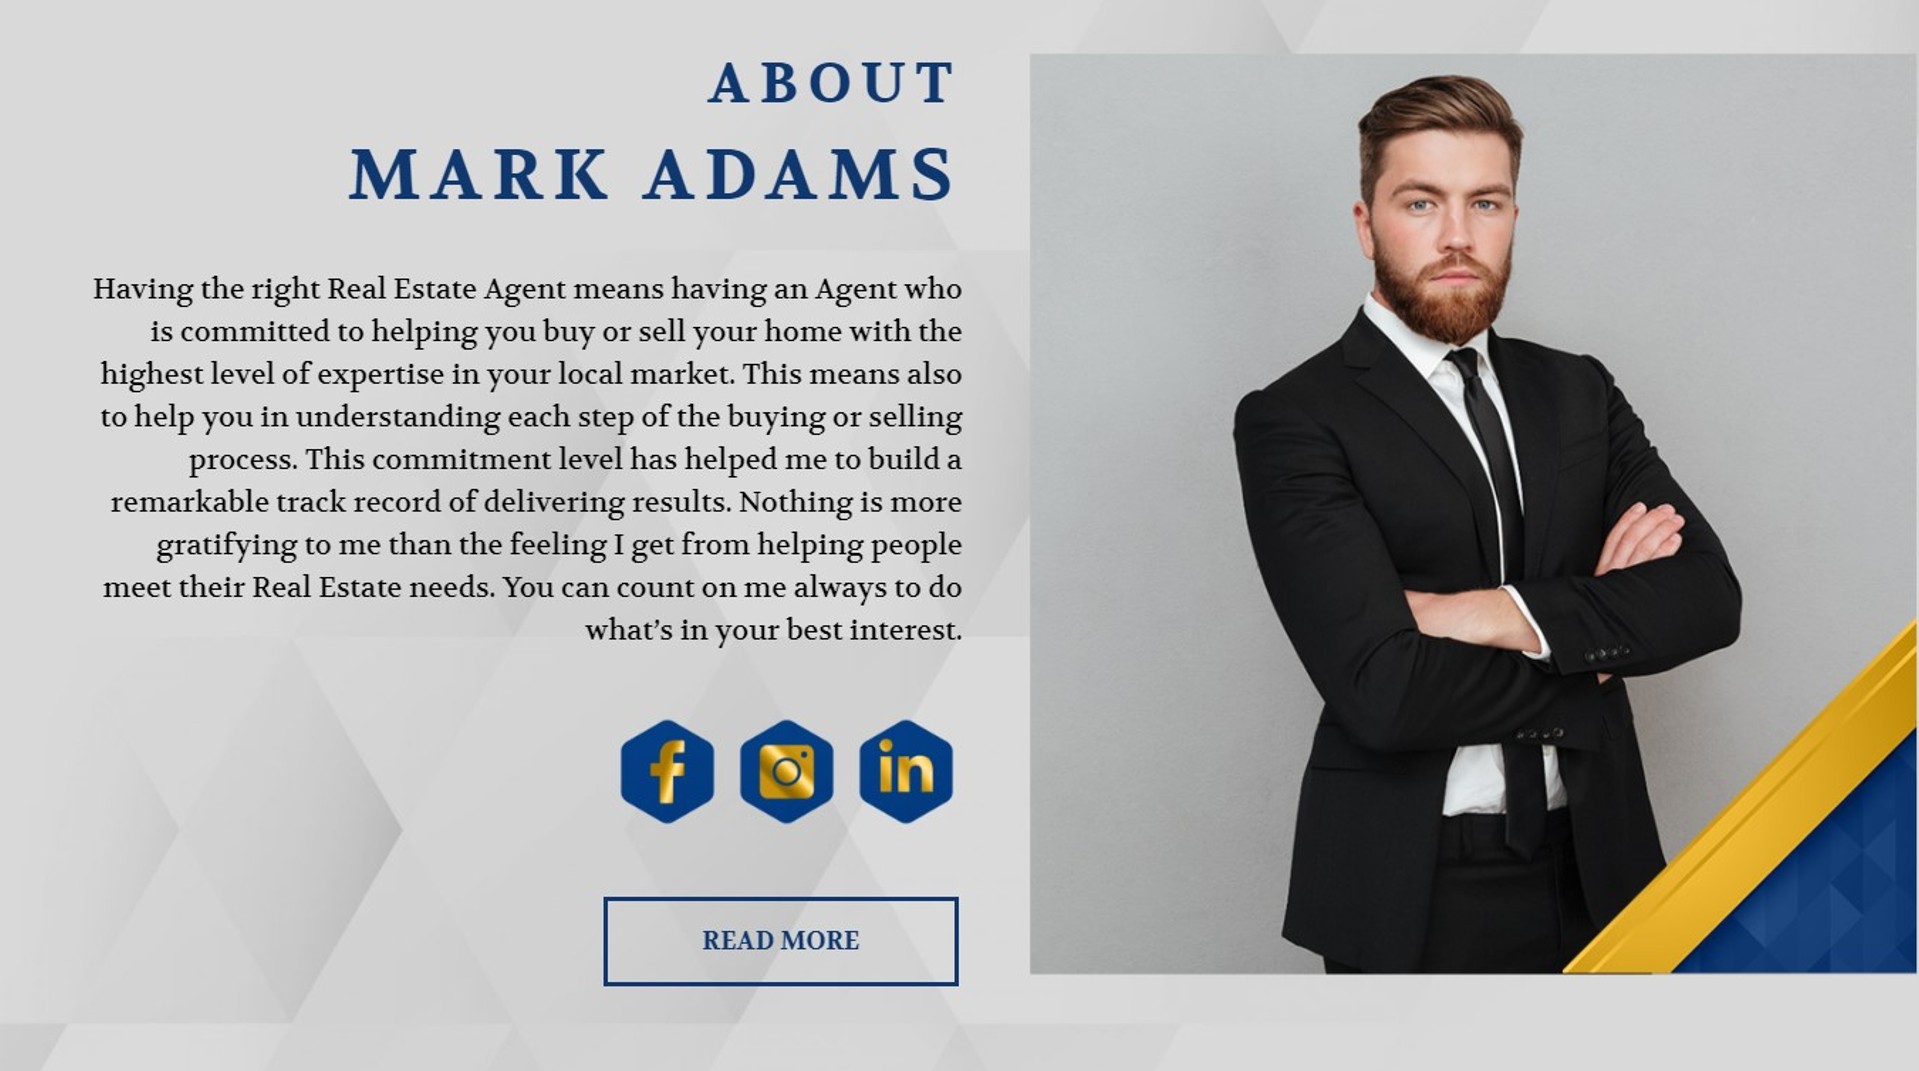 ABOUT
MARK ADAMS
Having the right Real Estate Agent means having an Agent who
is committed to helping you buy or sell your home with the
highest level of expertise in your local market. This means also
to help you in understanding each step of the buying or selling
process. This commitment level has helped me to build a
remarkable track record of delivering results. Nothing is more
gratifying to me than the feeling I get from helping people
meet their Real Estate needs. You can count on me always to do
what’s in your best interest.
f in
READ MORE